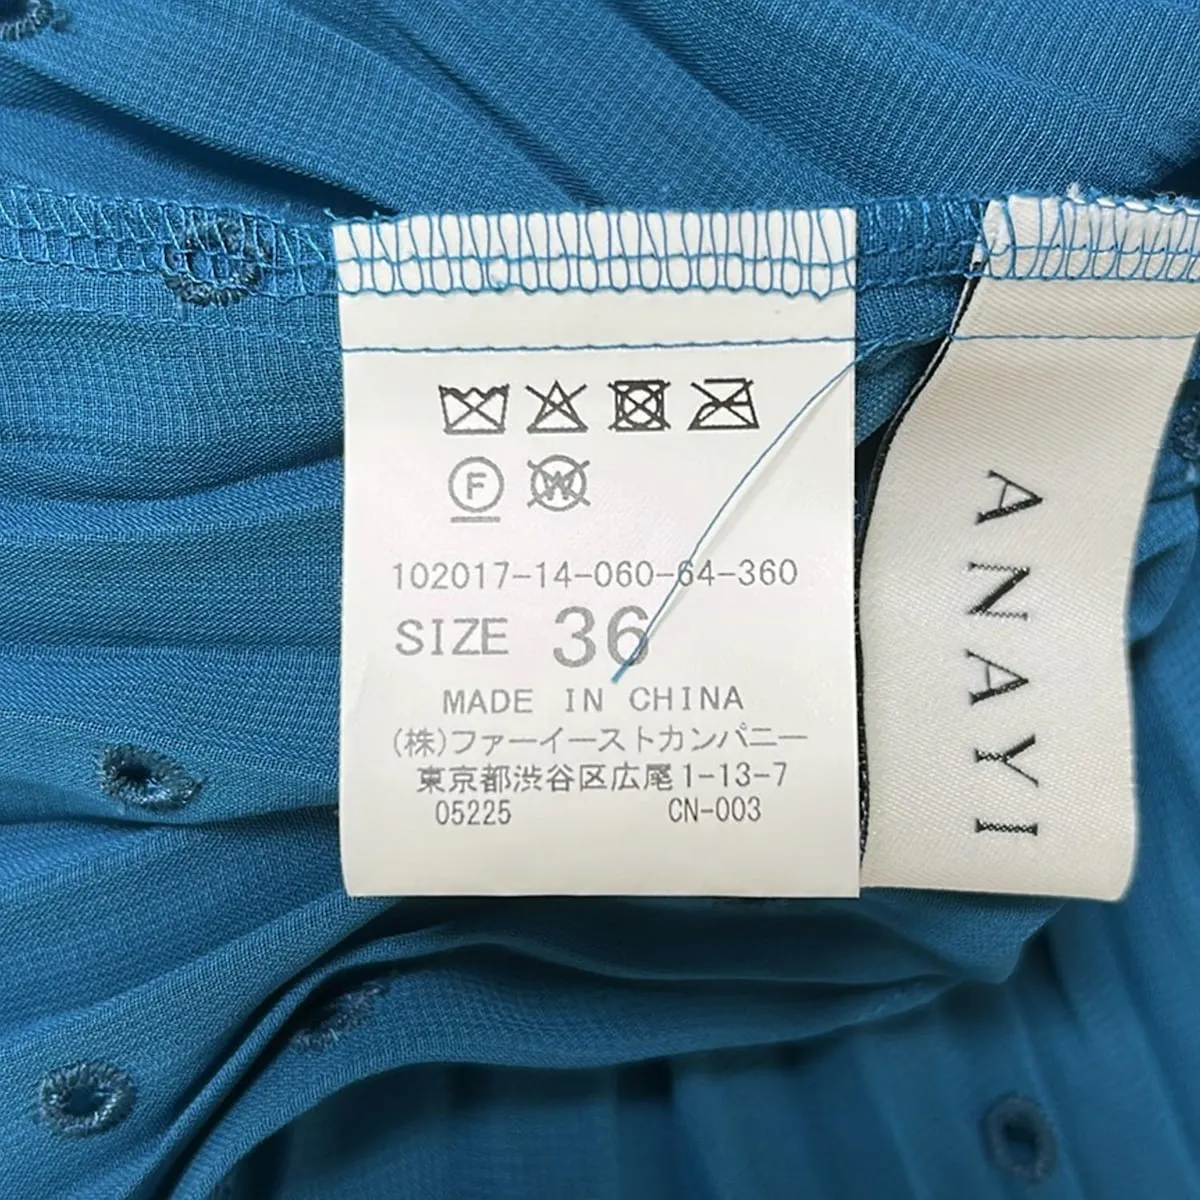 F
W
102017-14-060-64-360
SIZE 36
MADE IN CHINA
(株)ファーイーストカンパニー
東京都渋谷区広尾1-13-7
05225 CN-003
ANAYI